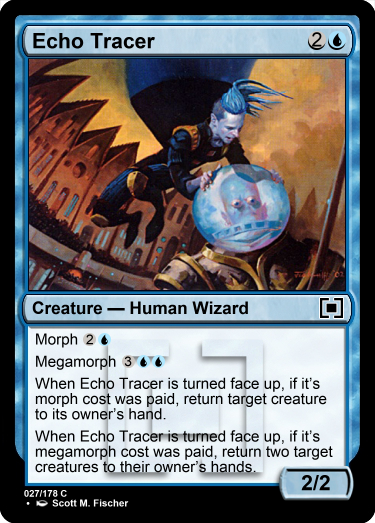 Echo Tracer 2
Creature — Human Wizard
Morph 2
Megamorph 3
When Echo Tracer is turned face up, if it's
morph cost was paid, return target creature
to its owner's hand.
When Echo Tracer is turned face up, if it's
megamorph cost was paid, return two target
creatures to their owner's hands.
2/2
027/178 C
• Scott M. Fischer